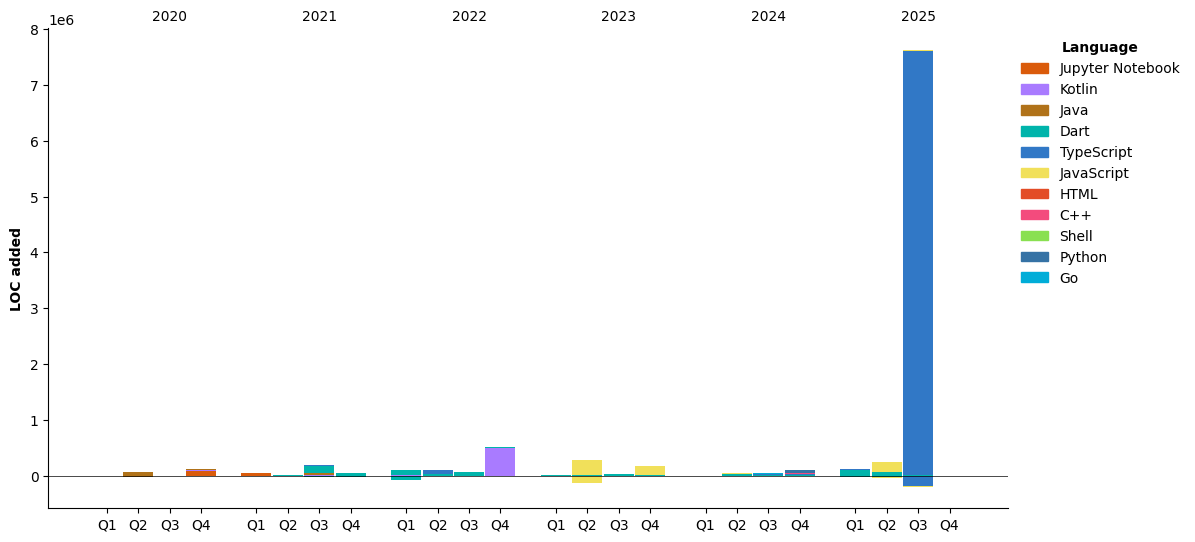 1e6
2020 2021 2022 2023 2024 2025
8
7
6
5
4
3
2
1
0
LOC added
Q1 Q2 Q3 Q4 Q1 Q2 Q3 Q4 Q1 Q2 Q3 Q4 Q1 Q2 Q3 Q4 Q1 Q2 Q3 Q4 Q1 Q2 Q3 Q4
Language
Jupyter Notebook
Kotlin
Java
Dart
TypeScript
JavaScript
HTML
C++
Shell
Python
Go